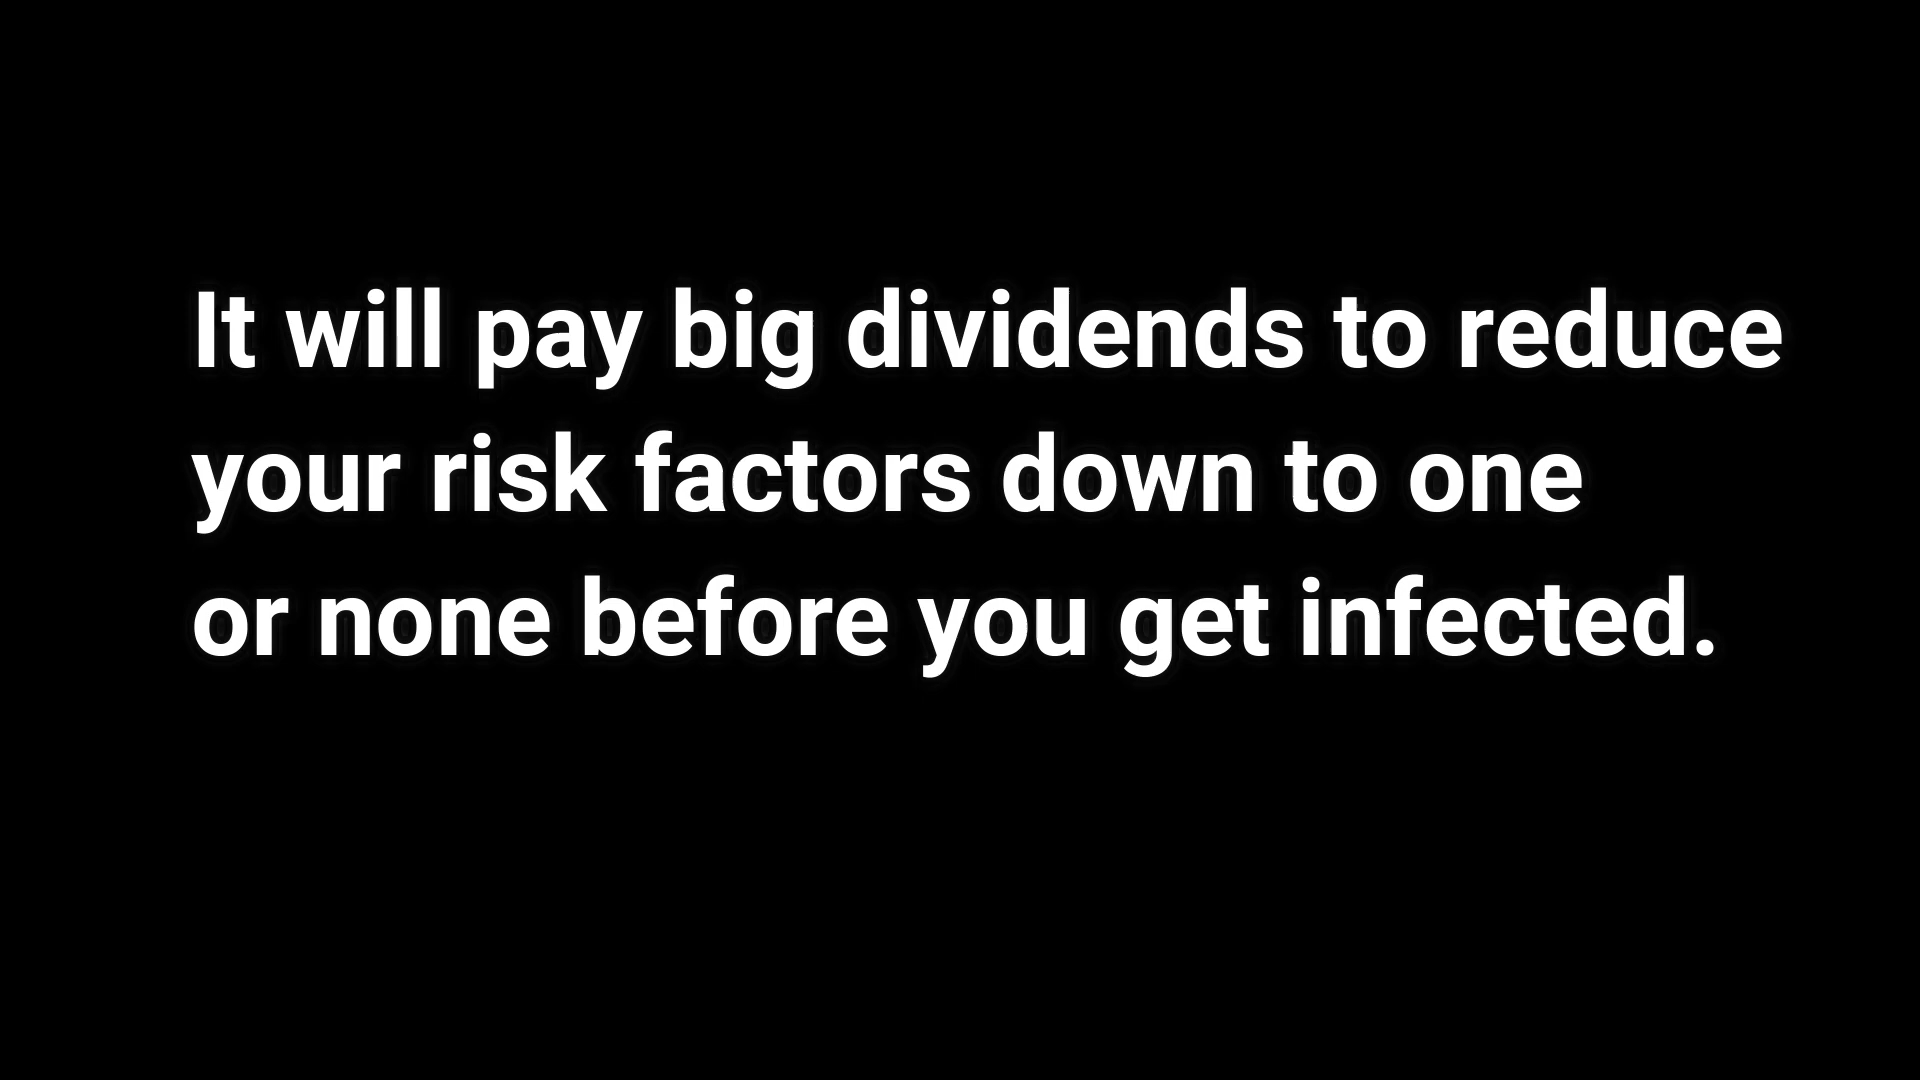 It will pay big dividends to reduce
your risk factors down to one
or none before you get infected.